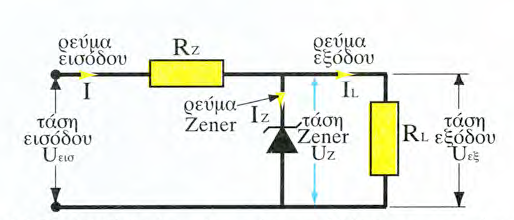 ρεύμα
εισόδου
I
RZ
ρεύμα
εξόδου
IL
ρεύμα
Zener
IZ
τάση
εισόδου
Uεισ
τάση
Zener
UZ
RL
τάση
εξόδου
Uεξ